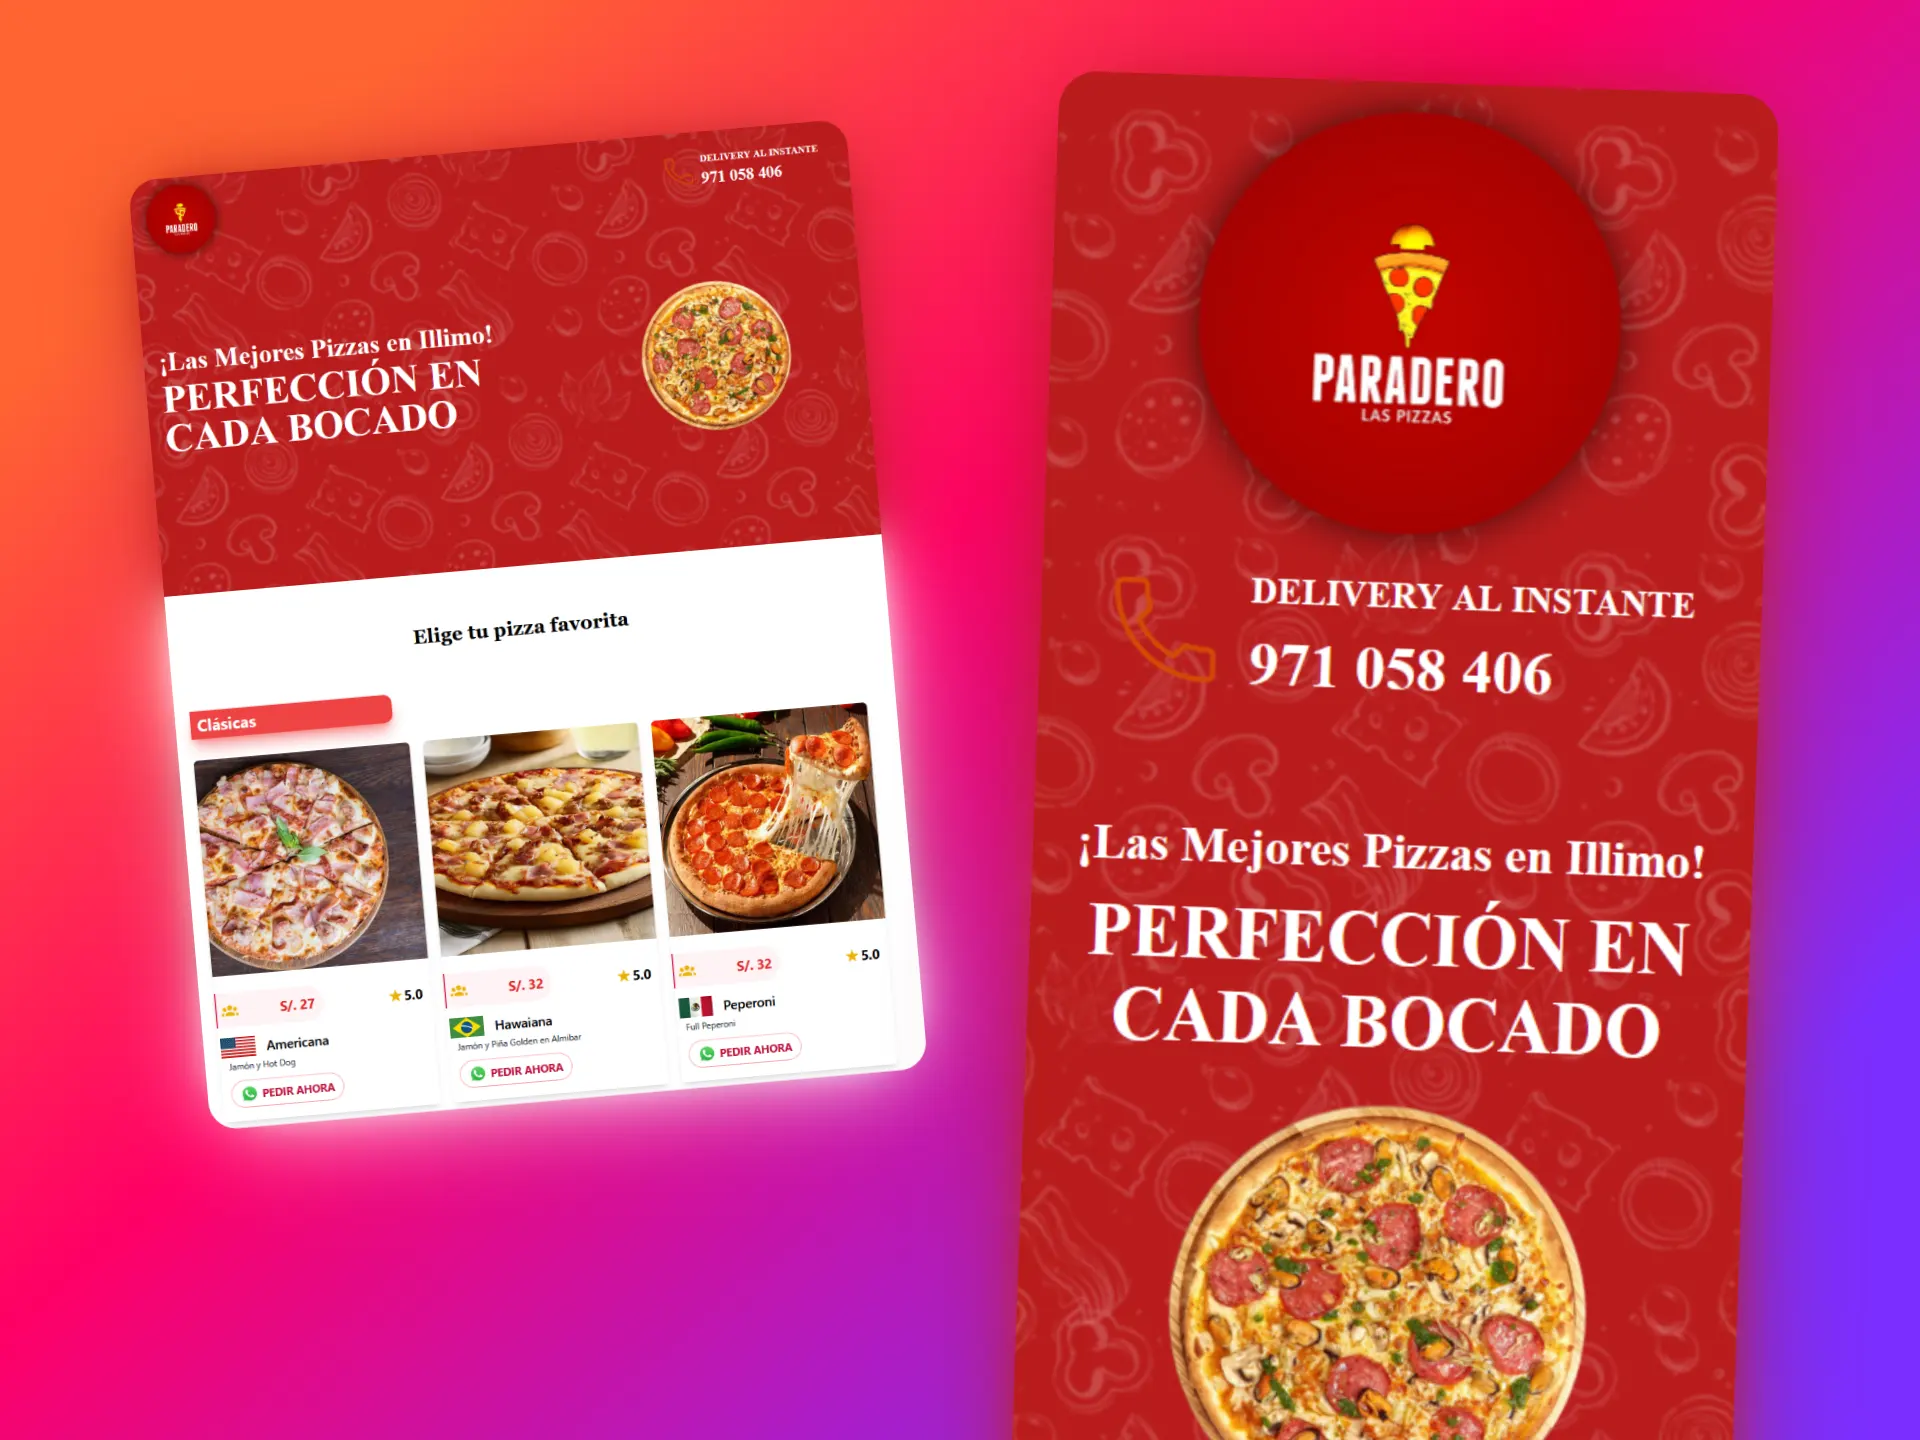 PARADERO
DELIVERY AL INSTANTE
971 058 406
¡Las Mejores Pizzas en Illimo!
PERFECCIÓN EN
CADA BOCADO
Elige tu pizza favorita
Clásicas
S/. 27
5.0
Americana
Jamón y Hot Dog
PEDIR AHORA
S/. 32
5.0
Hawaiana
Jamón y Piña Golden en Almibar
PEDIR AHORA
S/. 32
5.0
Peperoni
Full Peperoni
PEDIR AHORA
PARADERO
LAS PIZZAS
DELIVERY AL INSTANTE
971 058 406
¡Las Mejores Pizzas en Illimo!
PERFECCIÓN EN
CADA BOCADO